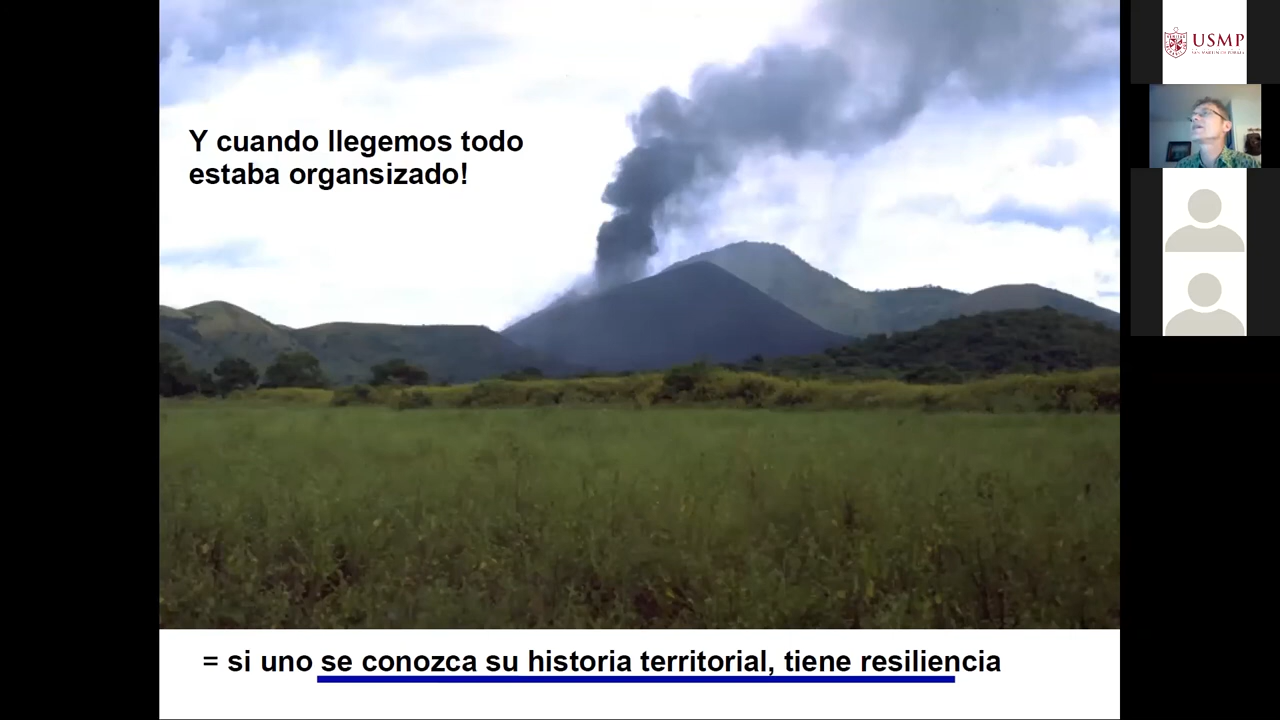 Y cuando llegemos todo
estaba organsizado!
= si uno se conozca su historia territorial, tiene resiliencia
USMP